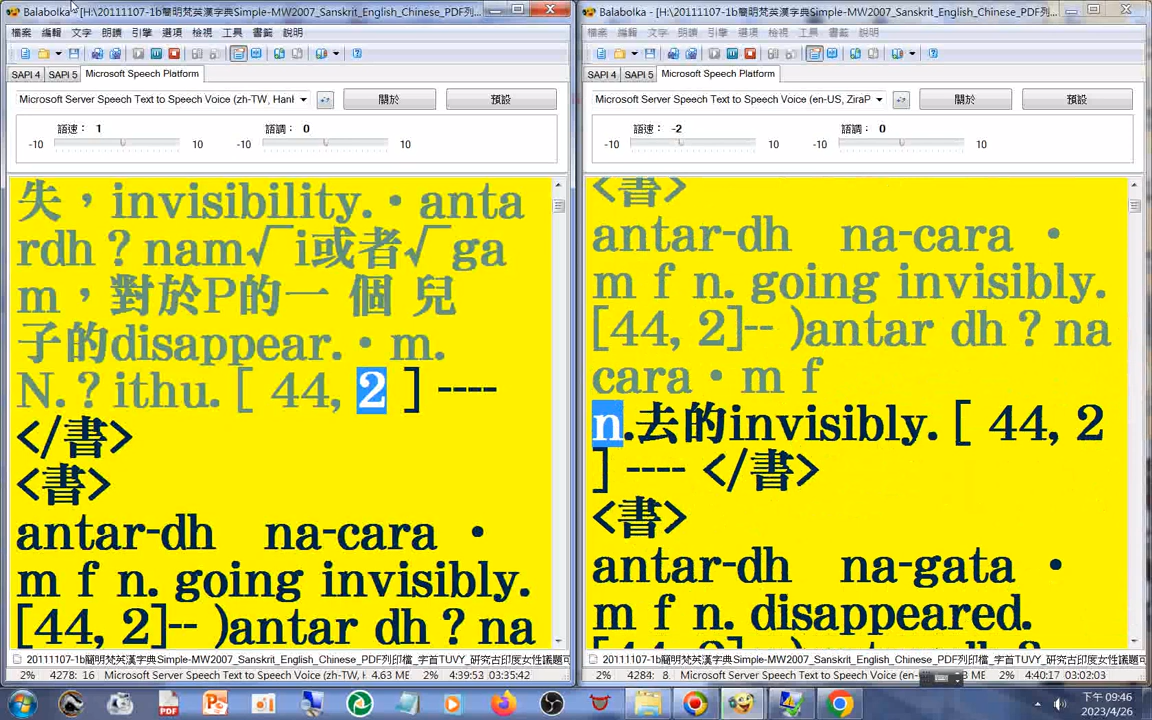 Balabolka - [H:\20111107-1b簡明梵英漢字典Simple-MW2007_Sanskrit_English_Chinese_PDF列...
檔案 編輯 文字 朗讀 引擎 選項 檢視 工具 書籤 說明
SAPI 4 SAPI 5 Microsoft Speech Platform
Microsoft Server Speech Text to Speech Voice (zh-TW, Hanl 關於 預設
語速： 1 語調： 0
-10 10 -10 10
失，invisibility.·anta
rdh？nam√i或者√ga
m，對於P的一 個 兒
子的disappear.·m.
N.？ithu. [ 44, 2 ] ----
</書>
<書>
antar-dh na-cara ·
m f n. going invisibly.
[44, 2]-- )antar dh？na
20111107-1b簡明梵英漢字典Simple-MW2007_Sanskrit_English_Chinese_PDF列印檔_字首TUVY_研究古印度女性議題可
2% 4278: 16 Microsoft Server Speech Text to Speech Voice (zh-TW, H 4.63 ME 2% 4:39:53 03:35:42
Balabolka - [H:\20111107-1b簡明梵英漢字典Simple-MW2007_Sanskrit_English_Chinese_PDF列...
檔案 編輯 文字 朗讀 引擎 選項 檢視 工具 書籤 說明
SAPI 4 SAPI 5 Microsoft Speech Platform
Microsoft Server Speech Text to Speech Voice (en-US, ZiraP 關於 預設
語速： -2 語調： 0
-10 10 -10 10
<書>
antar-dh na-cara ·
m f n. going invisibly.
[44, 2]-- )antar dh？na
cara·m f
n.去的invisibly. [ 44, 2
] ---- </書>
<書>
antar-dh na-gata ·
m f n. disappeared.
20111107-1b簡明梵英漢字典Simple-MW2007_Sanskrit_English_Chinese_PDF列印檔_字首TUVY_研究古印度女性議題可
2% 4284: 8 Microsoft Server Speech Text to Speech Voice (en-US, ME 2% 4:40:17 03:02:03
下午 09:46
2023/4/26